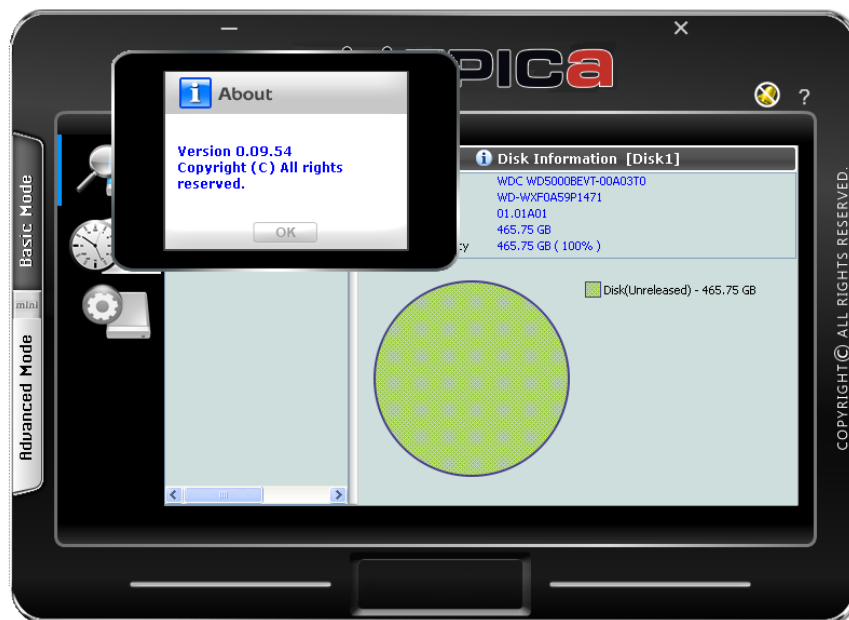 PICa
?
About
Version 0.09.54
Copyright (C) All rights
reserved.
OK
Disk Information [Disk1]
WDC WD5000BEVT-00A03T0
WD-WXF0A59P1471
01.01A01
465.75 GB
465.75 GB ( 100% )
Disk(Unreleased) - 465.75 GB
Basic Mode
mini
Advanced Mode
COPYRIGHT© ALL RIGHTS RESERVED.